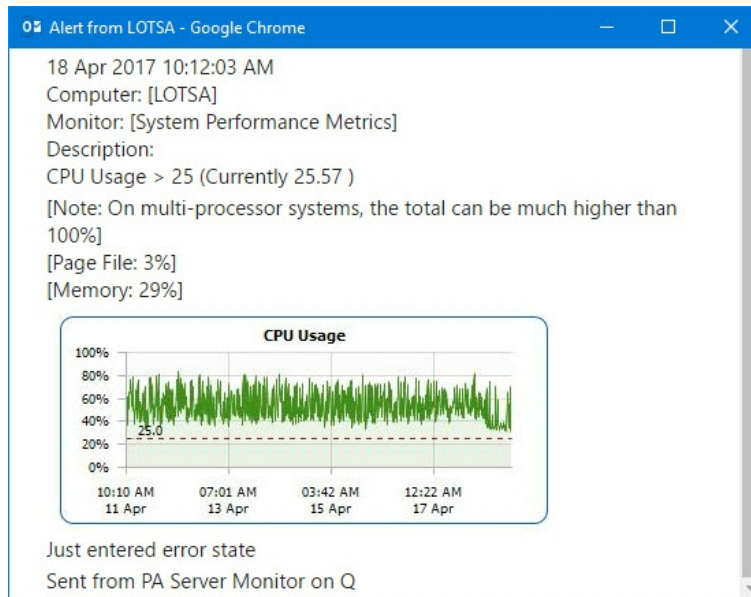 Alert from LOTSA - Google Chrome
18 Apr 2017 10:12:03 AM
Computer: [LOTSA]
Monitor: [System Performance Metrics]
Description:
CPU Usage > 25 (Currently 25.57 )
[Note: On multi-processor systems, the total can be much higher than
100%]
[Page File: 3%]
[Memory: 29%]
CPU Usage
100%
80%
60%
40%
25.0
20%
0%
10:10 AM 07:01 AM 03:42 AM 12:22 AM
11 Apr 13 Apr 15 Apr 17 Apr
Just entered error state
Sent from PA Server Monitor on Q